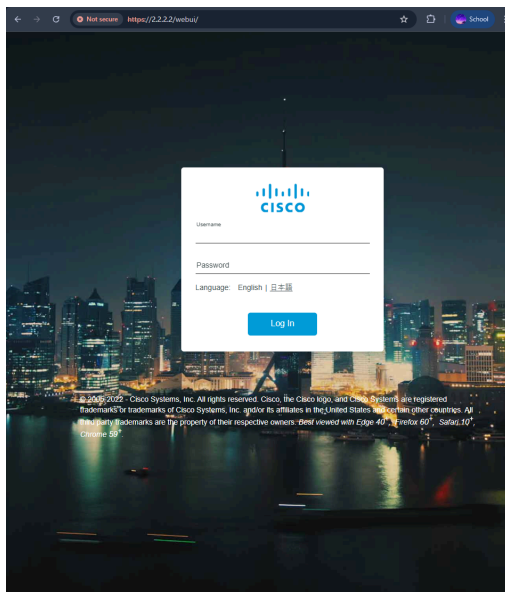 Not secure https://2.2.2.2/webui/ School
CISCO
Username
Password
Language: English | 日本語
Log In
© 2005-2022 - Cisco Systems, Inc. All rights reserved. Cisco, the Cisco logo, and Cisco Systems are registered
trademarks or trademarks of Cisco Systems, Inc. and/or its affiliates in the United States and certain other countries. All
third party trademarks are the property of their respective owners. Best viewed with Edge 40+, Firefox 60+, Safari 10+,
Chrome 59+.